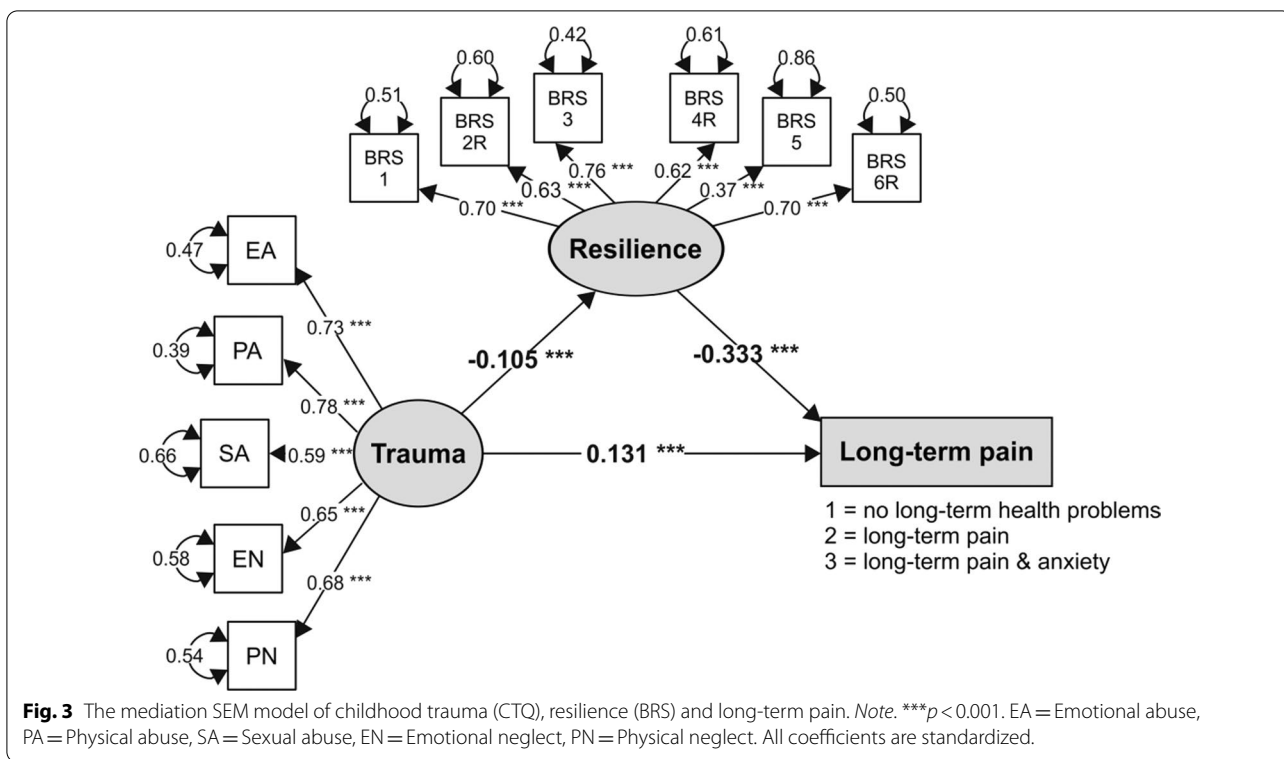 0.51
0.60
0.42
0.61
0.86
0.50
BRS
1
BRS
2R
BRS
3
BRS
4R
BRS
5
BRS
6R
0.70 ***
0.63 ***
0.76 ***
0.62 ***
0.37 ***
0.70 ***
Resilience
0.47
EA
0.39
PA
0.66
SA
0.58
EN
0.54
PN
0.73 ***
0.78 ***
0.59 ***
0.65 ***
0.68 ***
Trauma
-0.105 ***
-0.333 ***
0.131 ***
Long-term pain
1 = no long-term health problems
2 = long-term pain
3 = long-term pain & anxiety
Fig. 3 The mediation SEM model of childhood trauma (CTQ), resilience (BRS) and long-term pain. Note. ***p < 0.001. EA = Emotional abuse,
PA = Physical abuse, SA = Sexual abuse, EN = Emotional neglect, PN = Physical neglect. All coefficients are standardized.